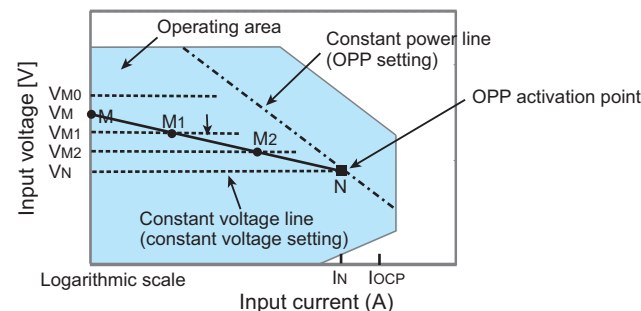 Operating area
Constant power line
(OPP setting)
OPP activation point
Input voltage [V]
VM0
VM
VM1
VM2
VN
M
M1
M2
N
Constant voltage line
(constant voltage setting)
Logarithmic scale
IN
IOCP
Input current (A)